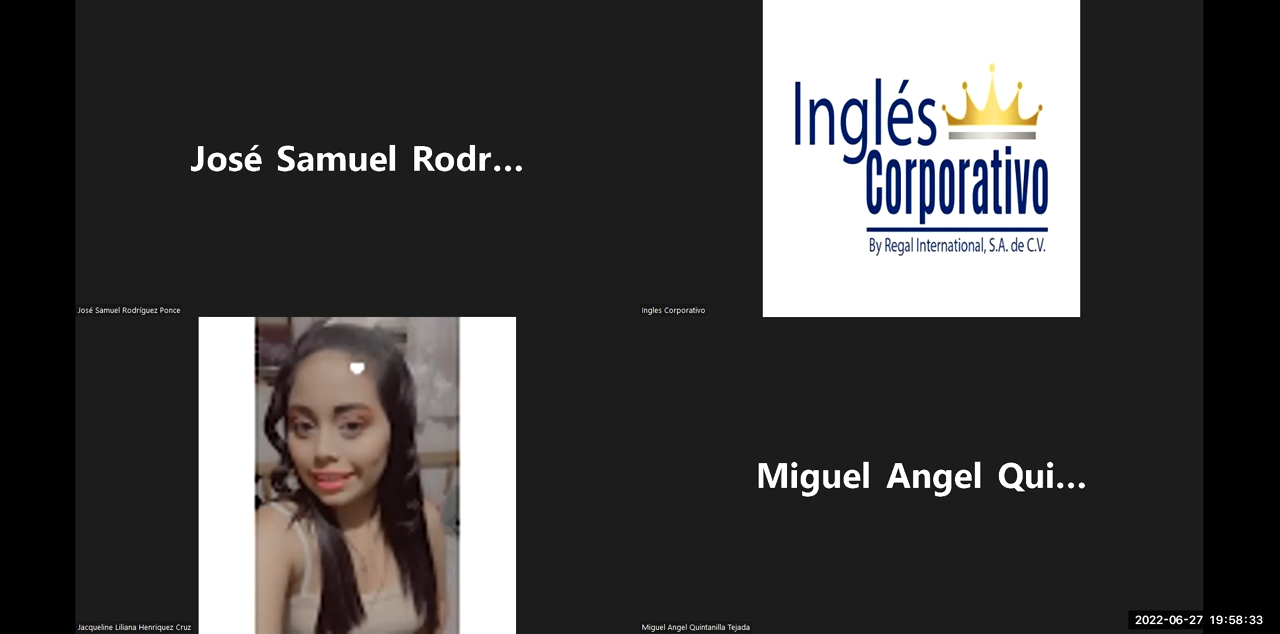 José Samuel Rodr...
Inglés
Corporativo
By Regal International, S.A. de C.V.
José Samuel Rodríguez Ponce
Ingles Corporativo
Miguel Angel Qui...
Jacqueline Liliana Henriquez Cruz
Miguel Angel Quintanilla Tejada
2022-06-27 19:58:33